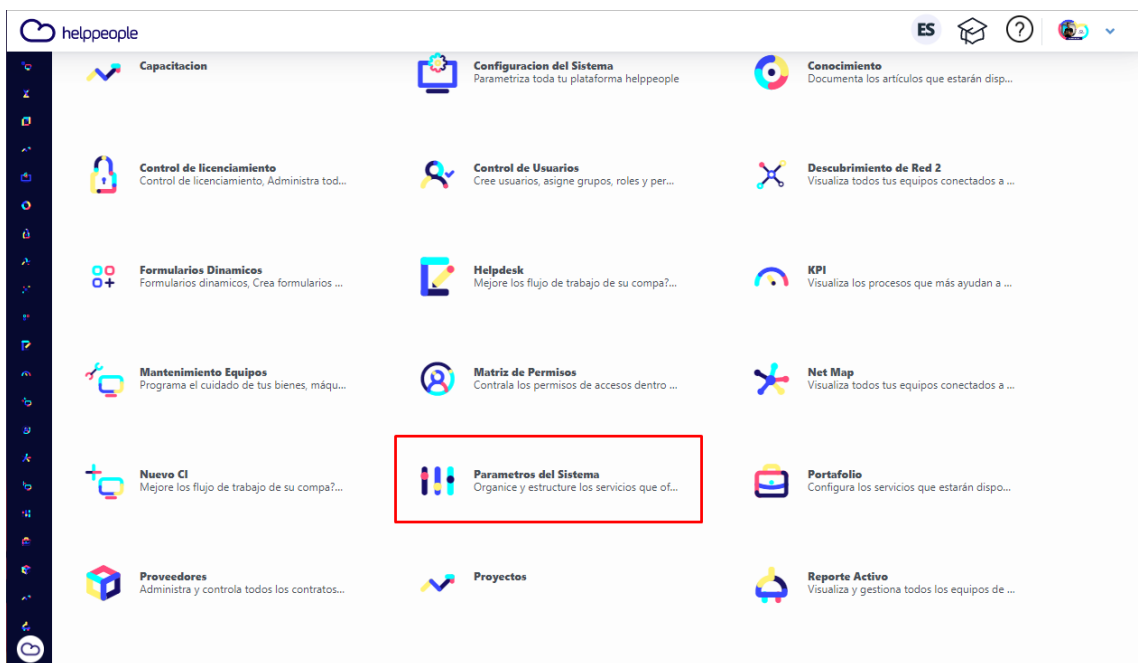 helppeople
ES
?
Capacitacion
Configuracion del Sistema
Parametriza toda tu plataforma helppeople
Conocimiento
Documenta los artículos que estarán disp...
Control de licenciamiento
Control de licenciamiento, Administra tod...
Control de Usuarios
Cree usuarios, asigne grupos, roles y per...
Descubrimiento de Red 2
Visualiza todos tus equipos conectados a ...
Formularios Dinamicos
Formularios dinamicos, Crea formularios ...
Helpdesk
Mejore los flujo de trabajo de su compa?...
KPI
Visualiza los procesos que más ayudan a ...
Mantenimiento Equipos
Programa el cuidado de tus bienes, máqu...
Matriz de Permisos
Contrala los permisos de accesos dentro ...
Net Map
Visualiza todos tus equipos conectados a ...
Nuevo CI
Mejore los flujo de trabajo de su compa?...
Parametros del Sistema
Organice y estructure los servicios que of...
Portafolio
Configura los servicios que estarán dispo...
Proveedores
Administra y controla todos los contratos...
Proyectos
Reporte Activo
Visualiza y gestiona todos los equipos de ...